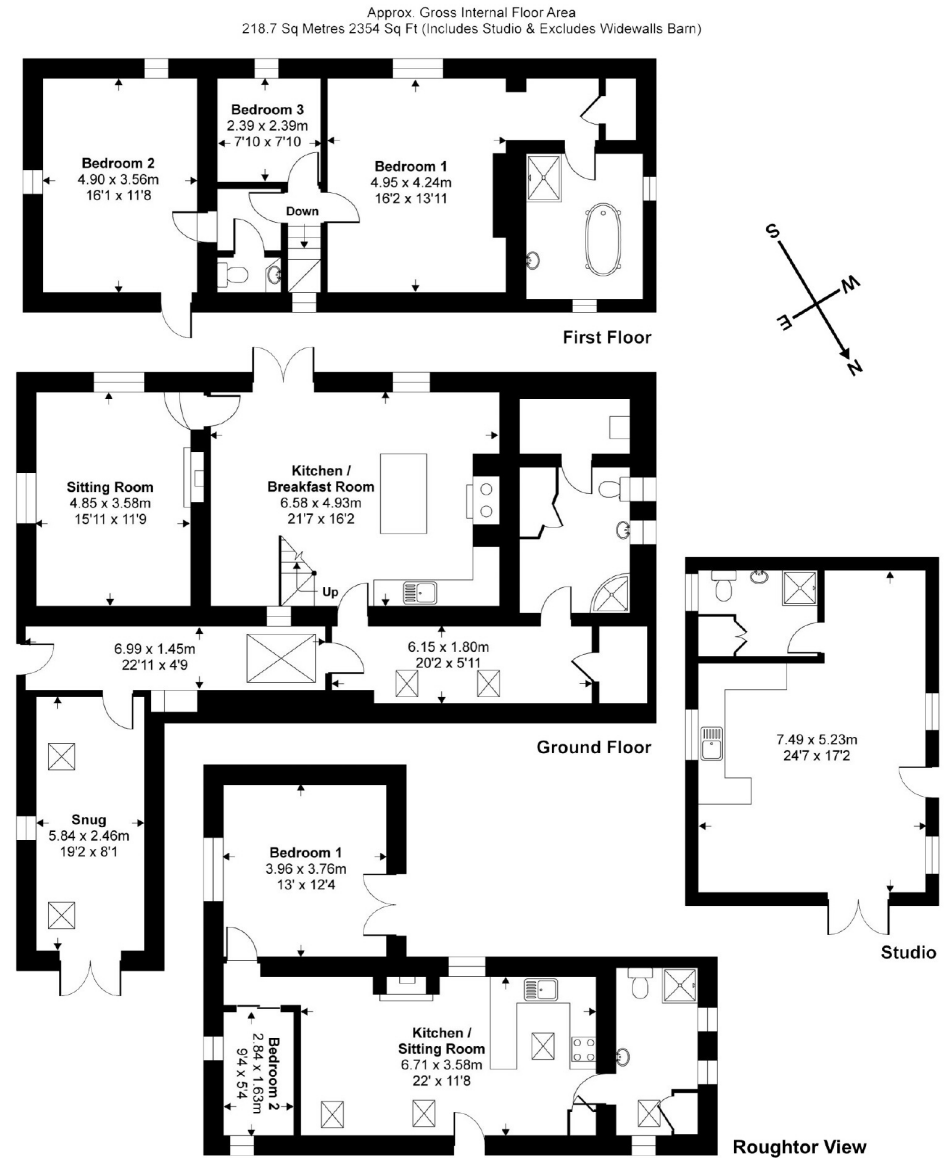 Approx. Gross Internal Floor Area
218.7 Sq Metres 2354 Sq Ft (Includes Studio & Excludes Widewalls Barn)
Bedroom 2
4.90 x 3.56m
16'1 x 11'8
Bedroom 3
2.39 x 2.39m
7'10 x 7'10
Bedroom 1
4.95 x 4.24m
16'2 x 13'11
Down
First Floor
S
W
E
N
Sitting Room
4.85 x 3.58m
15'11 x 11'9
Kitchen /
Breakfast Room
6.58 x 4.93m
21'7 x 16'2
Up
6.99 x 1.45m
22'11 x 4'9
6.15 x 1.80m
20'2 x 5'11
Ground Floor
Snug
5.84 x 2.46m
19'2 x 8'1
7.49 x 5.23m
24'7 x 17'2
Studio
Bedroom 1
3.96 x 3.76m
13' x 12'4
Bedroom 2
2.84 x 1.63m
9'4 x 5'4
Kitchen /
Sitting Room
6.71 x 3.58m
22' x 11'8
Roughtor View